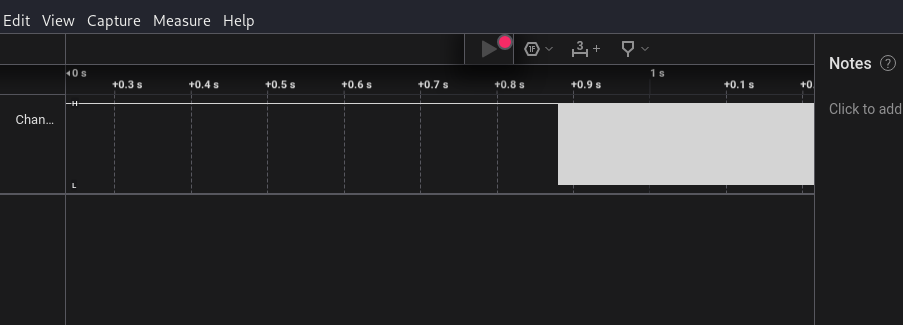 Edit View Capture Measure Help
1F 3 +
0 s 1 s
+0.3 s +0.4 s +0.5 s +0.6 s +0.7 s +0.8 s +0.9 s +0.1 s +0.
Notes ?
H
Chan...
Click to add
L